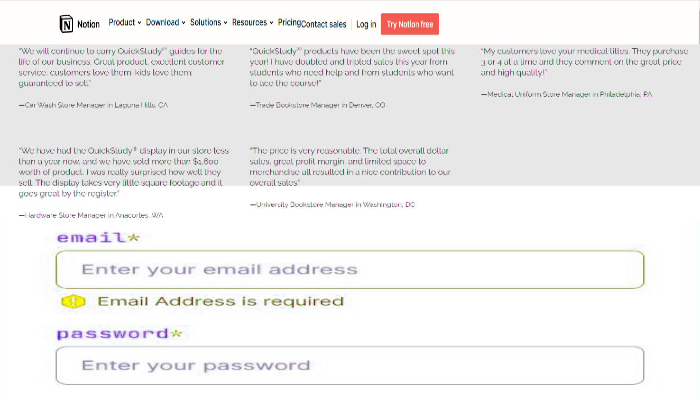 Notion Product Download Solutions Resources Pricing Contact sales Log in Try Notion free
"We will continue to carry QuickStudy® guides for the
life of our business. Great product, excellent customer
service, customers love them; kids love them;
guaranteed to sell."
—Car Wash Store Manager in Laguna Hills, CA
"QuickStudy® products have been the sweet spot this
year! I have doubled and tripled sales this year from
students who need help and from students who want
to ace the course!"
—Trade Bookstore Manager in Denver, CO
"My customers love your medical titles. They purchase
3 or 4 at a time and they comment on the great price
and high quality!"
—Medical Uniform Store Manager in Philadelphia, PA
"We have had the QuickStudy® display in our store less
than a year now, and we have sold more than $1,600
worth of product. I was really surprised how well they
sell. The display takes very little square footage and it
goes great by the register."
—Hardware Store Manager in Anacortes, WA
"The price is very reasonable. The total overall dollar
sales, great profit margin, and limited space to
merchandise all resulted in a nice contribution to our
overall sales"
—University Bookstore Manager in Washington, DC
email*
Enter your email address
Email Address is required
password*
Enter your password